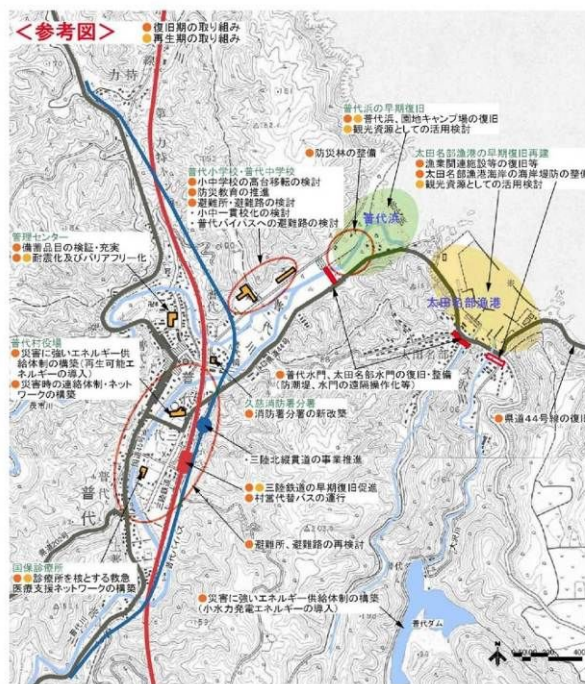 <参考図>
●復旧期の取り組み
●再生期の取り組み
普代浜の早期復旧
●●普代浜、園地キャンプ場の復旧
●観光資源としての活用検討
●防災林の整備
太田名部漁港の早期復旧再建
●漁業関連施設等の復旧等
●太田名部漁港海岸の海岸堤防の整備
●観光資源としての活用検討
普代小学校・普代中学校
●小中学校の高台移転の検討
●防災教育の推進
●避難所・避難路の検討
・小中一貫校化の検討
・普代バイパスへの避難路の検討
普代浜
太田名部漁港
管理センター
●備蓄品目の検証・充実
●●耐震化及びバリアフリー化
普代村役場
●災害に強いエネルギー供給体制の構築(再生可能
エネルギーの導入)
●災害時の連絡体制・ネット
ワークの構築
●普代水門、太田名部水門の復旧・整備
(防潮堤、水門の遠隔操作化等)
●県道44号線の復旧
久慈消防署分署
●消防署分署の新改築
・三陸北縦貫道の事業推進
●●三陸鉄道の早期復旧促進
●村営代替バスの運行
●避難所、避難路の再検討
国保診療所
●●診療所を核とする救急
医療支援ネットワークの構築
●災害に強いエネルギー供給体制の構築
(小水力発電エネルギーの導入)
普代
普代ダム